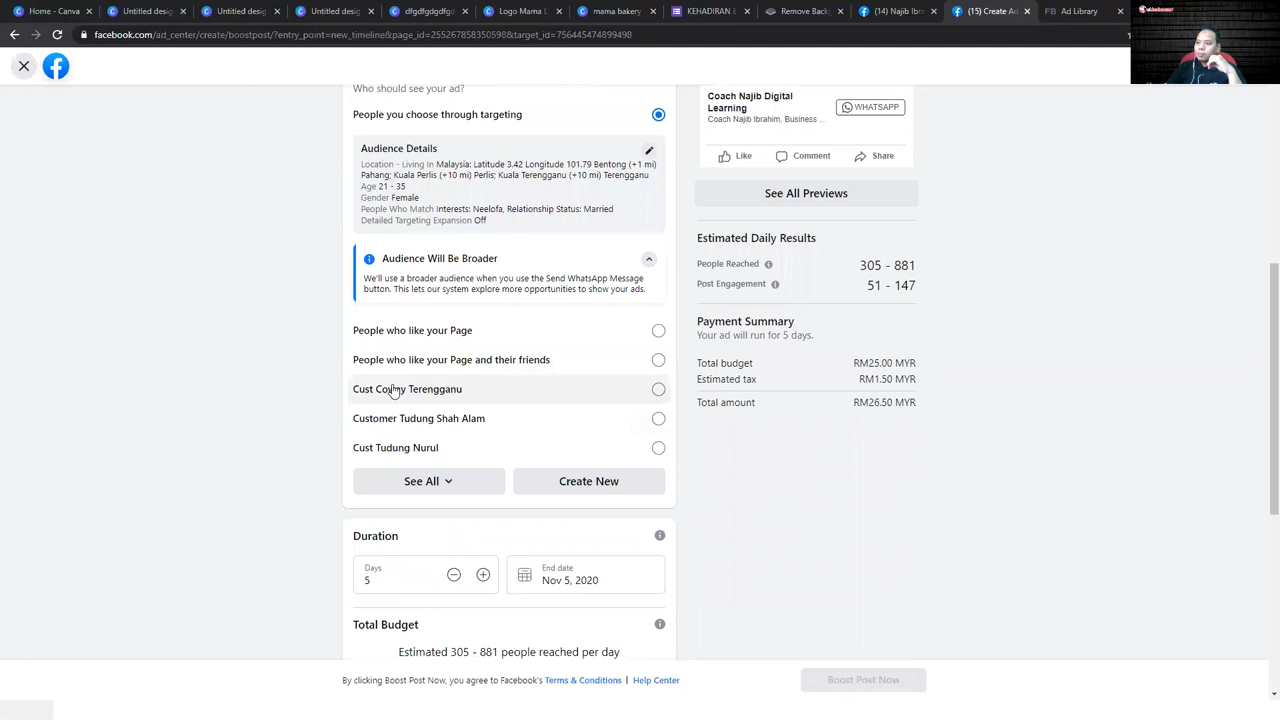 Home - Canva
Untitled desig
Untitled desig
Untitled desig
dfgdfgdgdfgd
Logo Mama L
mama bakery
KEHADIRAN E
Remove Back
(14) Najib Ibr
(15) Create Ad
Ad Library
facebook.com/ad_center/create/boostpost/?entry_point=new_timeline&page_id=255267858350598&target_id=756445474899498
Who should see your ad?
People you choose through targeting
Audience Details
Location - Living In Malaysia: Latitude 3.42 Longitude 101.79 Bentong (+1 mi)
Pahang; Kuala Perlis (+10 mi) Perlis; Kuala Terengganu (+10 mi) Terengganu
Age 21 - 35
Gender Female
People Who Match Interests: Neelofa, Relationship Status: Married
Detailed Targeting Expansion Off
Audience Will Be Broader
We'll use a broader audience when you use the Send WhatsApp Message
button. This lets our system explore more opportunities to show your ads.
People who like your Page
People who like your Page and their friends
Terengganu
Customer Tudung Shah Alam
Cust Tudung Nurul
See All
Create New
Duration
Days
5
End date
Nov 5, 2020
Total Budget
Estimated 305 - 881 people reached per day
Coach Najib Digital
Learning
Coach Najib Ibrahim, Business ...
WHATSAPP
Like
Comment
Share
See All Previews
Estimated Daily Results
People Reached
305 - 881
Post Engagement
51 - 147
Payment Summary
Your ad will run for 5 days.
Total budget
RM25.00 MYR
Estimated tax
RM1.50 MYR
Total amount
RM26.50 MYR
By clicking Boost Post Now, you agree to Facebook's Terms & Conditions | Help Center
Boost Post Now